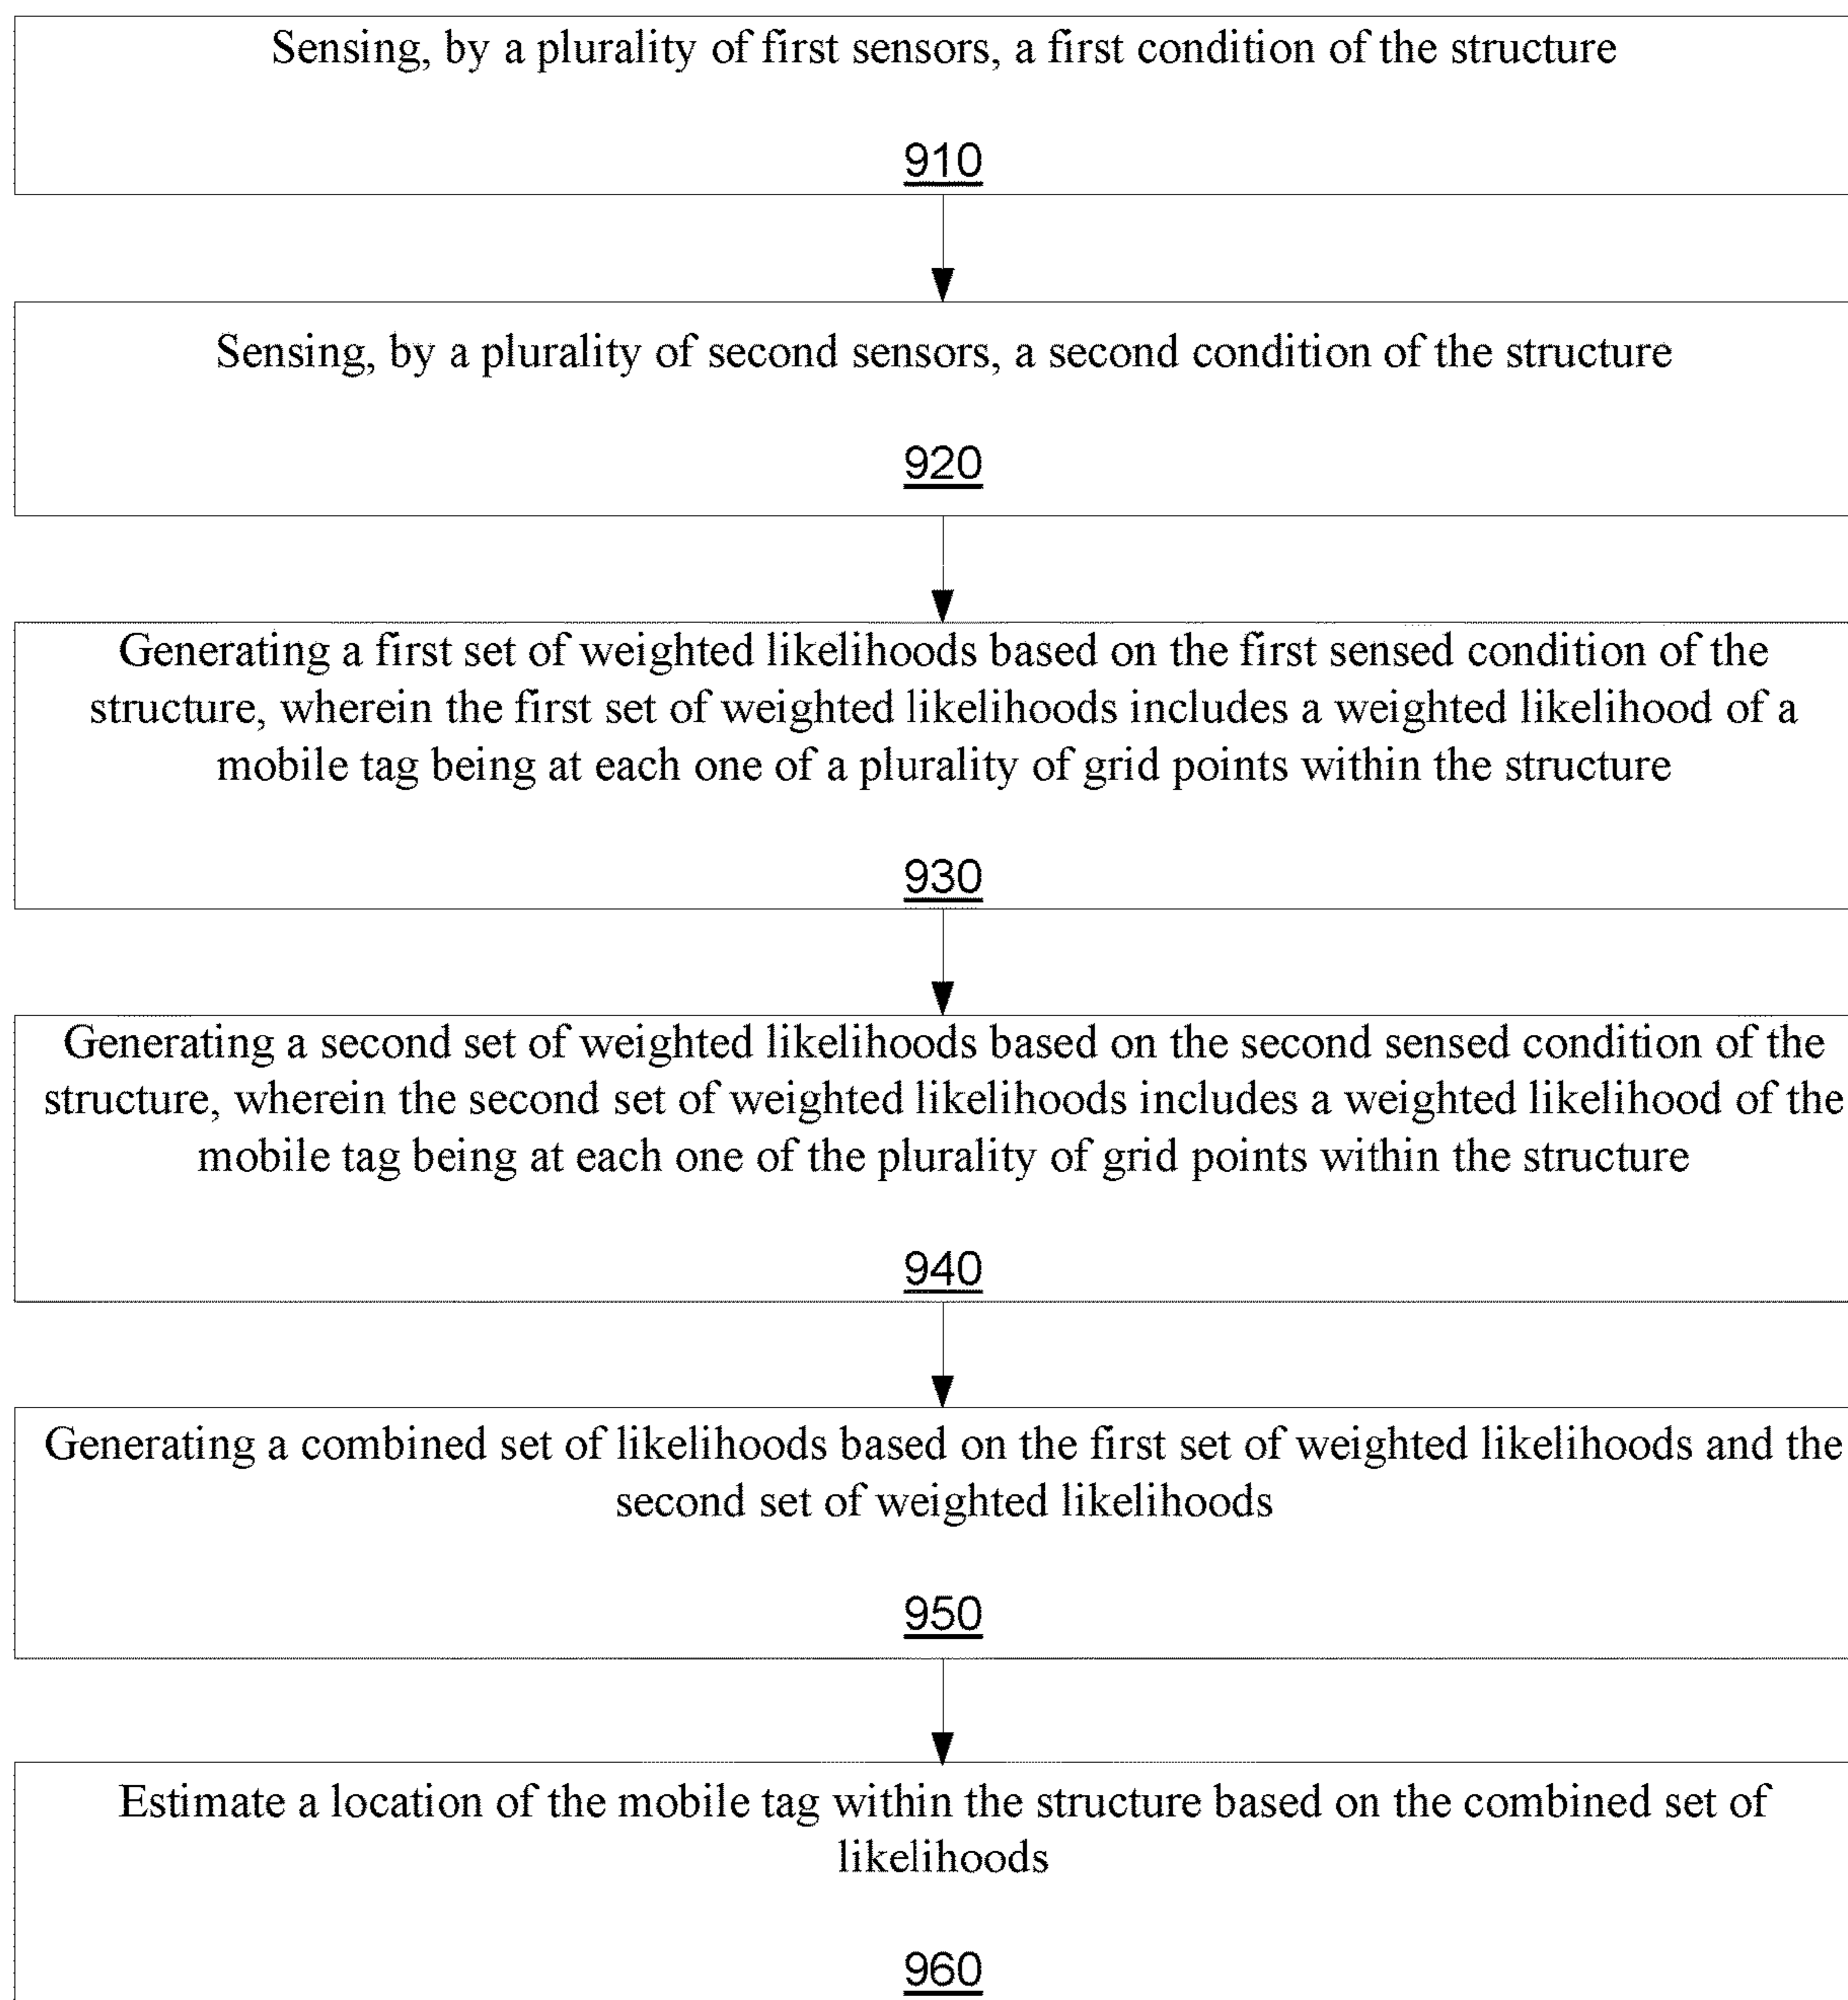 Sensing, by a plurality of first sensors, a first condition of the structure
910
Sensing, by a plurality of second sensors, a second condition of the structure
920
Generating a first set of weighted likelihoods based on the first sensed condition of the
structure, wherein the first set of weighted likelihoods includes a weighted likelihood of a
mobile tag being at each one of a plurality of grid points within the structure
930
Generating a second set of weighted likelihoods based on the second sensed condition of the
structure, wherein the second set of weighted likelihoods includes a weighted likelihood of the
mobile tag being at each one of the plurality of grid points within the structure
940
Generating a combined set of likelihoods based on the first set of weighted likelihoods and the
second set of weighted likelihoods
950
Estimate a location of the mobile tag within the structure based on the combined set of
likelihoods
960